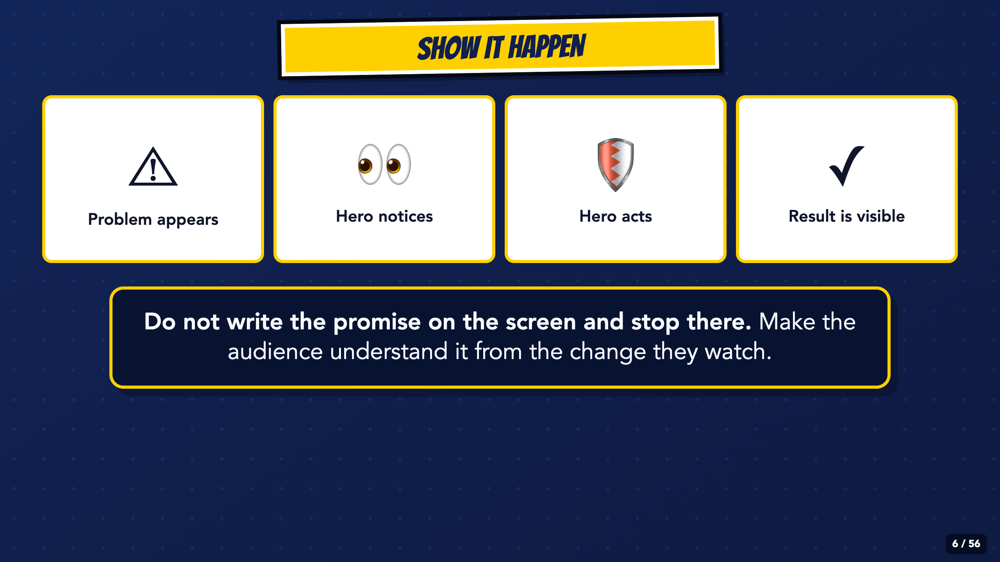 SHOW IT HAPPEN
Problem appears
Hero notices
Hero acts
Result is visible
Do not write the promise on the screen and stop there. Make the
audience understand it from the change they watch.
6 / 56